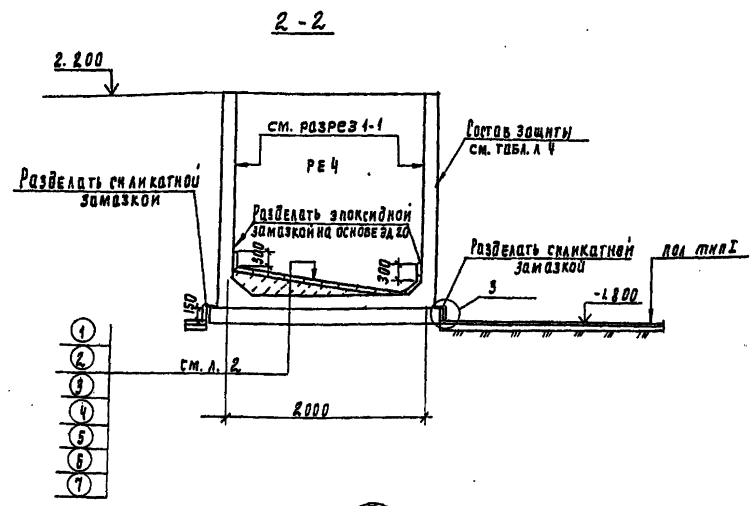 2-2
2.200
см. разрез 1-1
Состав защиты
см. табл. л 4
РЕ 4
Разделать силикатной
замазкой
Разделать эпоксидной
замазкой на основе ЭД 20
300
300
Разделать силикатной
замазкой
пол тип I
3
-1.800
150
1
2
см. л. 2
3
4
5
6
7
2000